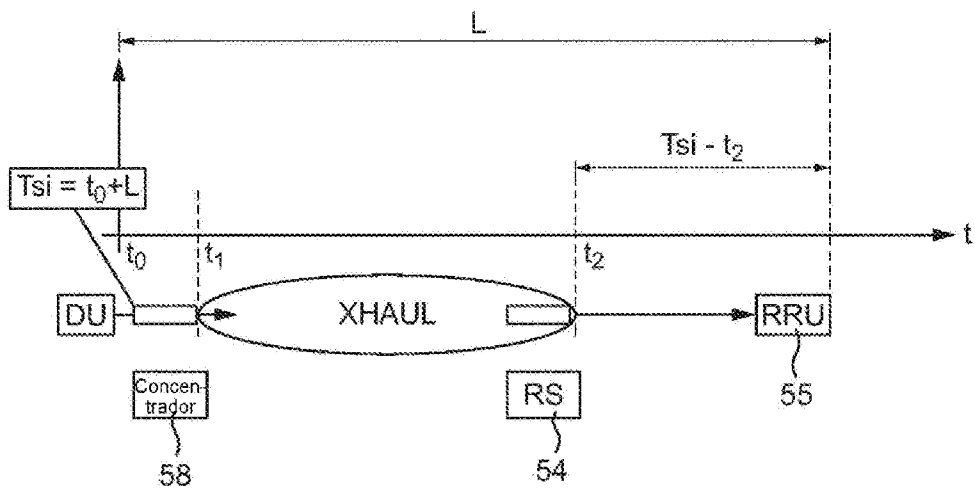 L
Tsi - t₂
Tsi = t₀+L
t₀
t₁
t₂
t
DU
XHAUL
RRU
Concen-
trador
RS
55
58
54